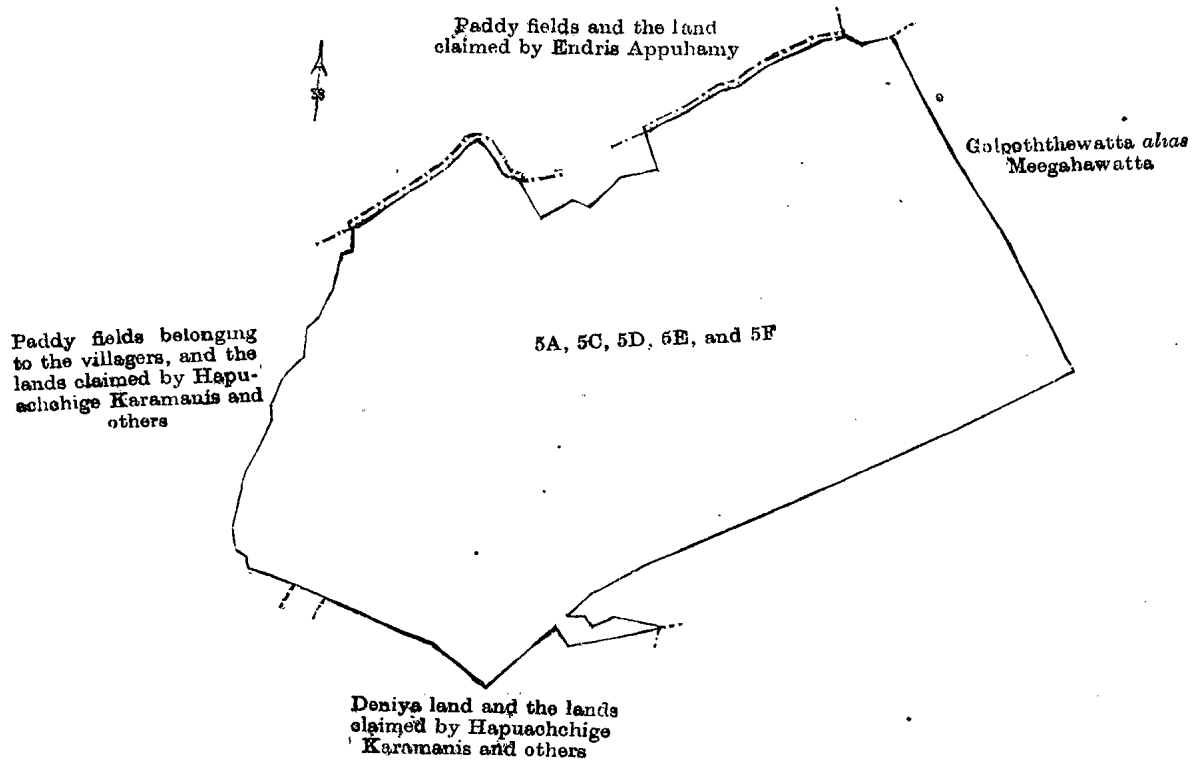 Paddy fields and the land
claimed by Endris Appuhamy
Golpoththewatta alias
Meegahawatta
5A, 5C, 5D, 5E, and 5F
Paddy fields belonging
to the villagers, and the
lands claimed by Hapu-
achchige Karamanis and
others
Deniya land and the lands
claimed by Hapuachchige
Karamanis and others